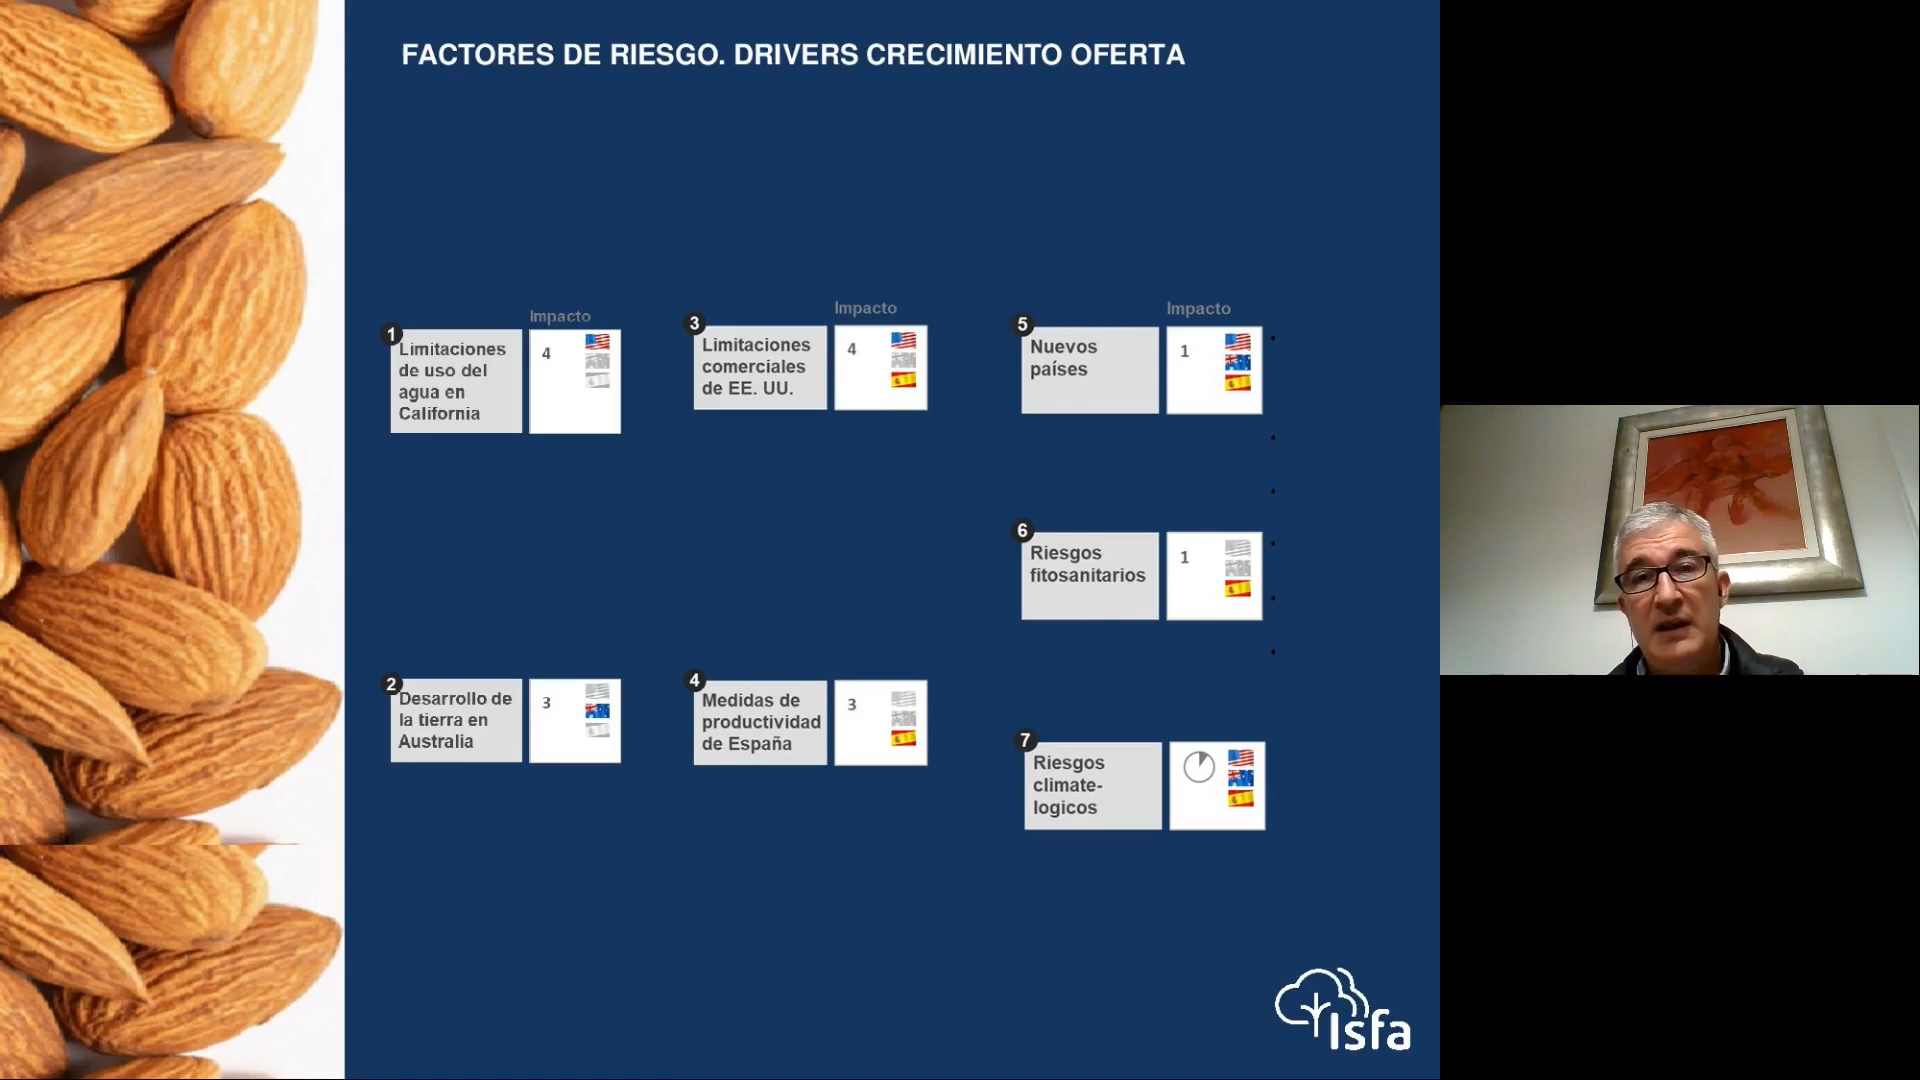 FACTORES DE RIESGO. DRIVERS CRECIMIENTO OFERTA
Impacto
1
Limitaciones
de uso del
agua en
California
4
2
Desarrollo de
la tierra en
Australia
3
Impacto
3
Limitaciones
comerciales
de EE. UU.
4
4
Medidas de
productividad
de España
3
Impacto
5
Nuevos
países
1
6
Riesgos
fitosanitarios
1
7
Riesgos
climate-
logicos
Isfa